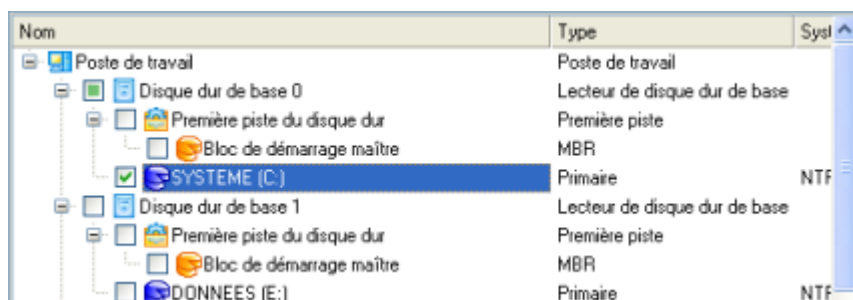 Nom Type Syst
Poste de travail Poste de travail
Disque dur de base 0 Lecteur de disque dur de base
Première piste du disque dur Première piste
Bloc de démarrage maître MBR
SYSTEME (C:) Primaire NTF
Disque dur de base 1 Lecteur de disque dur de base
Première piste du disque dur Première piste
Bloc de démarrage maître MBR
DONNEES (E:) Primaire NTF